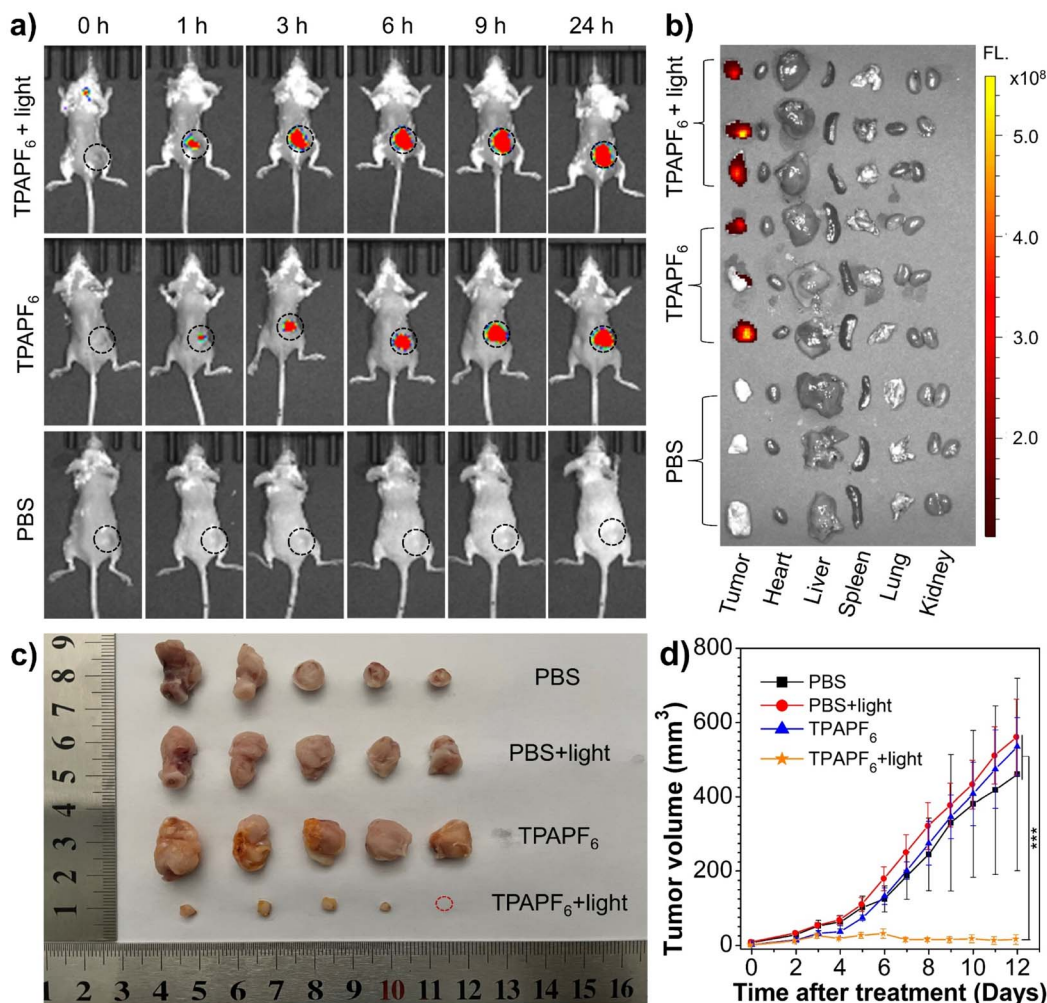 a)
0 h 1 h 3 h 6 h 9 h 24 h
TPAPF₆ + light
TPAPF₆
PBS
b)
FL.
x10⁸
5.0
4.0
3.0
2.0
TPAPF₆ + light
TPAPF₆
PBS
Tumor Heart Liver Spleen Lung Kidney
c)
9
8
7
6
5
4
3
2
1
PBS
PBS+light
TPAPF₆
TPAPF₆+light
1 2 3 4 5 6 7 8 9 10 11 12 13 14 15 16
d)
Tumor volume (mm³)
800
600
400
200
0
PBS
PBS+light
TPAPF₆
TPAPF₆+light
***
0 2 4 6 8 10 12
Time after treatment (Days)